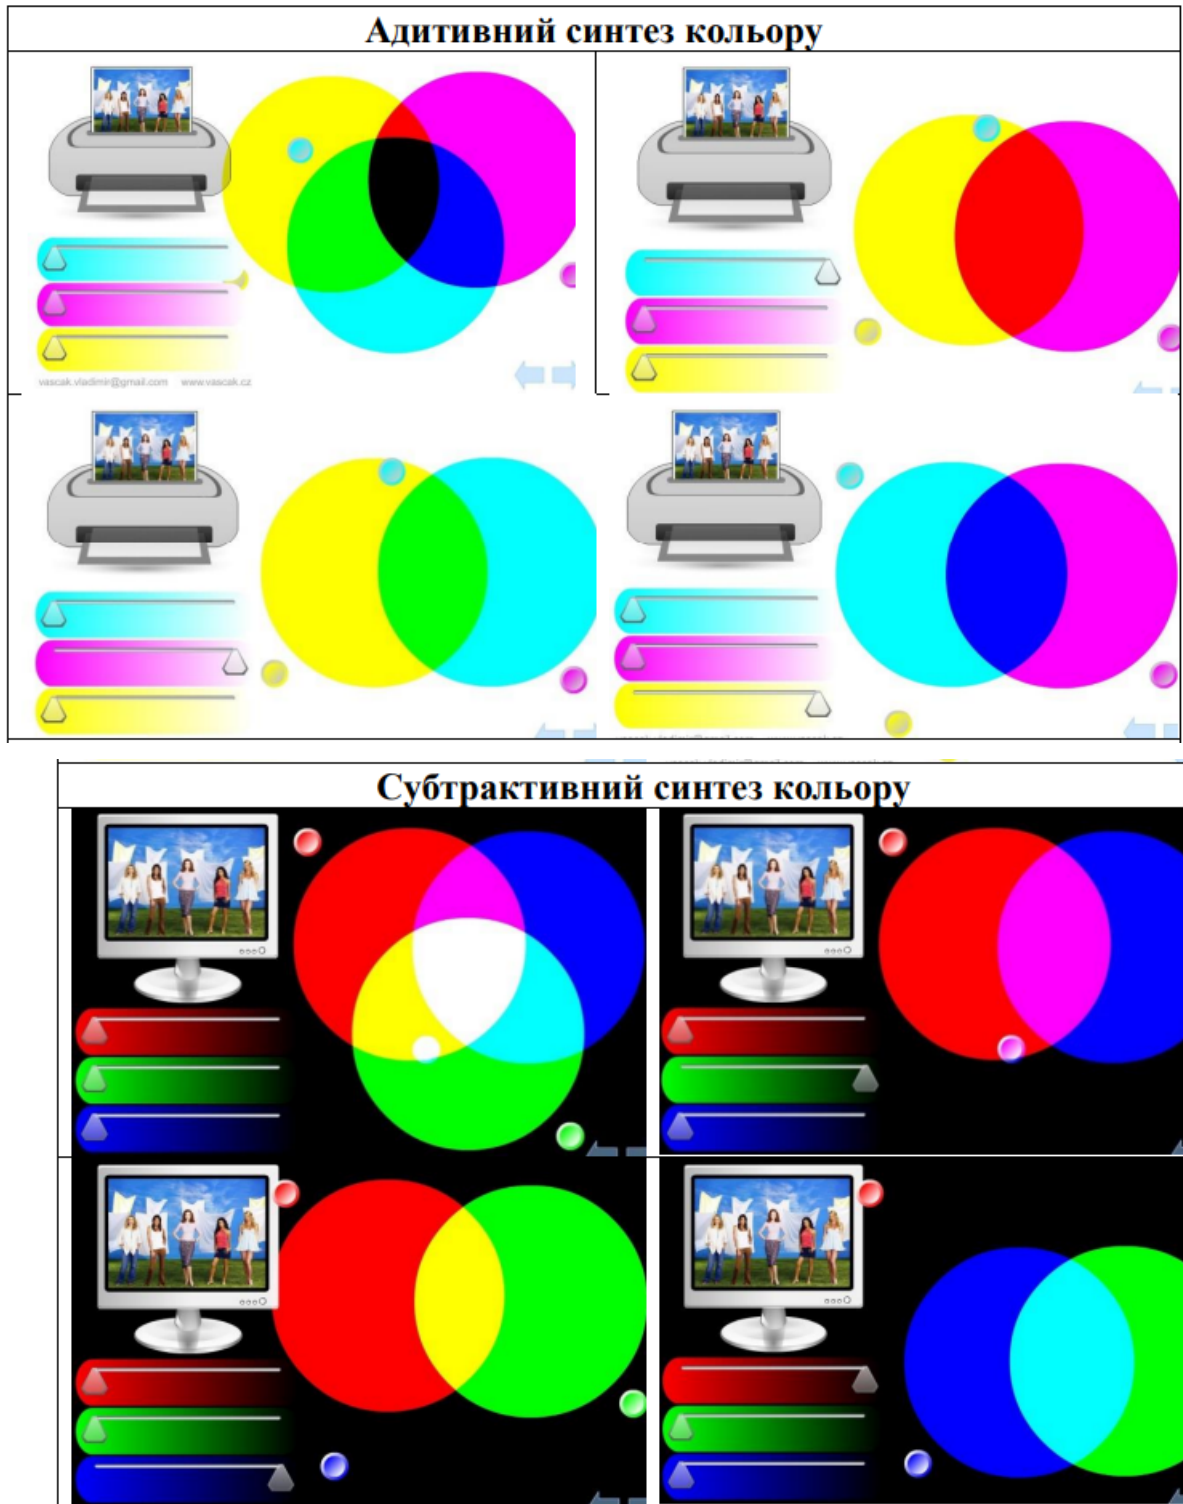 Адитивний синтез кольору
vascak.vladimir@gmail.com www.vascak.cz
Субтрактивний синтез кольору